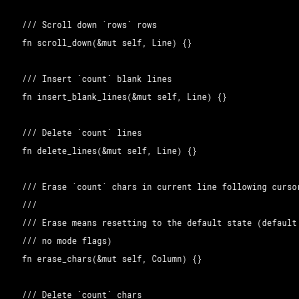 /// Scroll down `rows` rows
fn scroll_down(&mut self, Line) {}
/// Insert `count` blank lines
fn insert_blank_lines(&mut self, Line) {}
/// Delete `count` lines
fn delete_lines(&mut self, Line) {}
/// Erase `count` chars in current line following cursor
///
/// Erase means resetting to the default state (default
/// no mode flags)
fn erase_chars(&mut self, Column) {}
/// Delete `count` chars